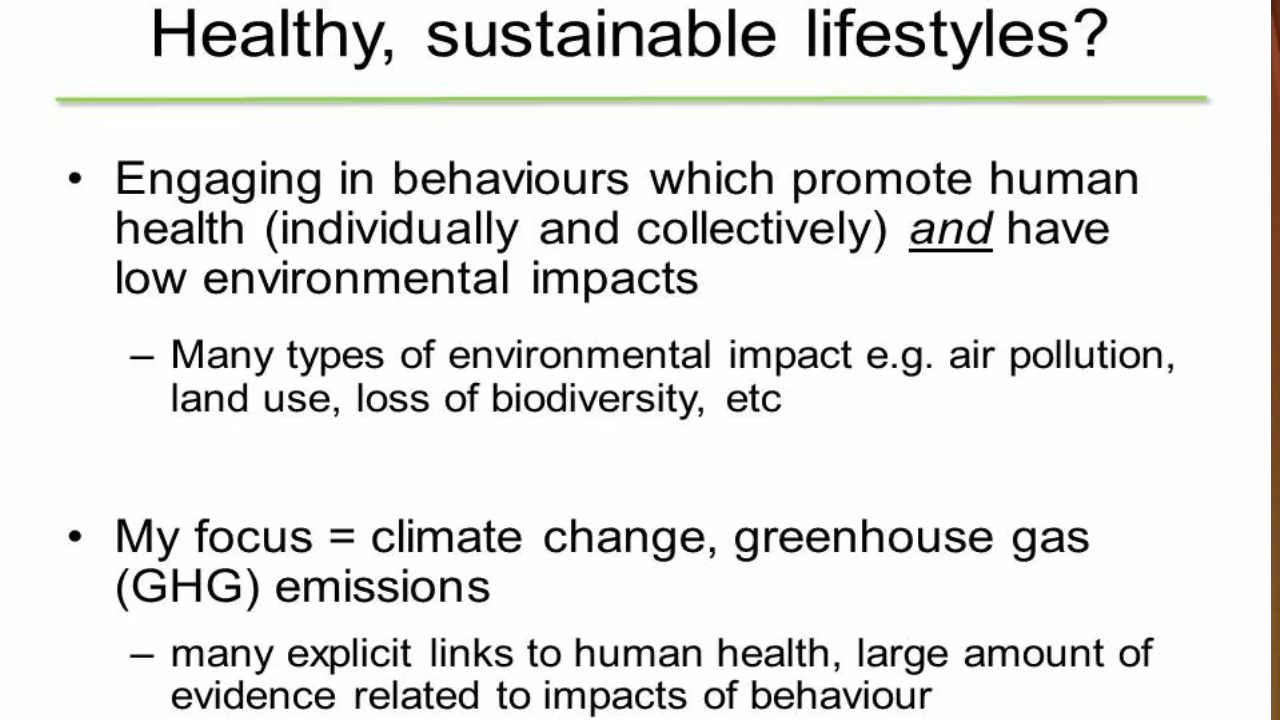 Healthy, sustainable lifestyles?
• Engaging in behaviours which promote human
health (individually and collectively) and have
low environmental impacts
– Many types of environmental impact e.g. air pollution,
land use, loss of biodiversity, etc
• My focus = climate change, greenhouse gas
(GHG) emissions
– many explicit links to human health, large amount of
evidence related to impacts of behaviour